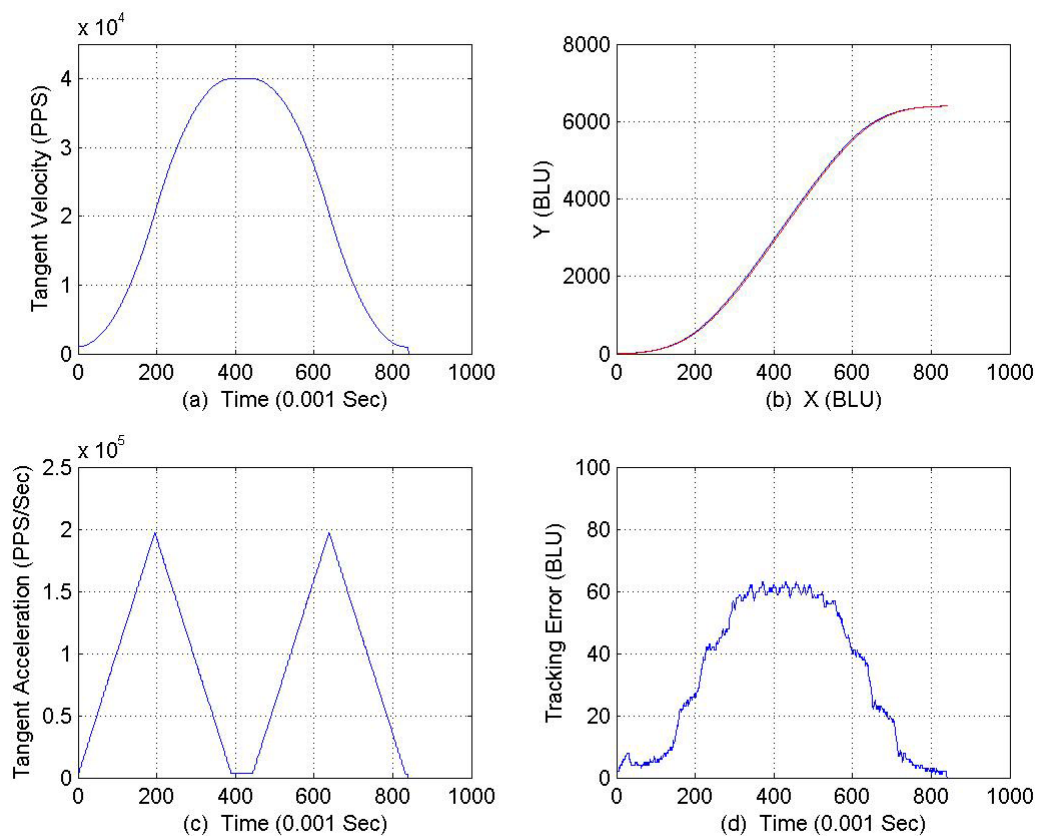 x 10^4
4
3
2
1
0
0 200 400 600 800 1000
Tangent Velocity (PPS)
(a) Time (0.001 Sec)
8000
6000
4000
2000
0
0 200 400 600 800 1000
Y (BLU)
(b) X (BLU)
x 10^5
2.5
2
1.5
1
0.5
0
0 200 400 600 800 1000
Tangent Acceleration (PPS/Sec)
(c) Time (0.001 Sec)
100
80
60
40
20
0
0 200 400 600 800 1000
Tracking Error (BLU)
(d) Time (0.001 Sec)